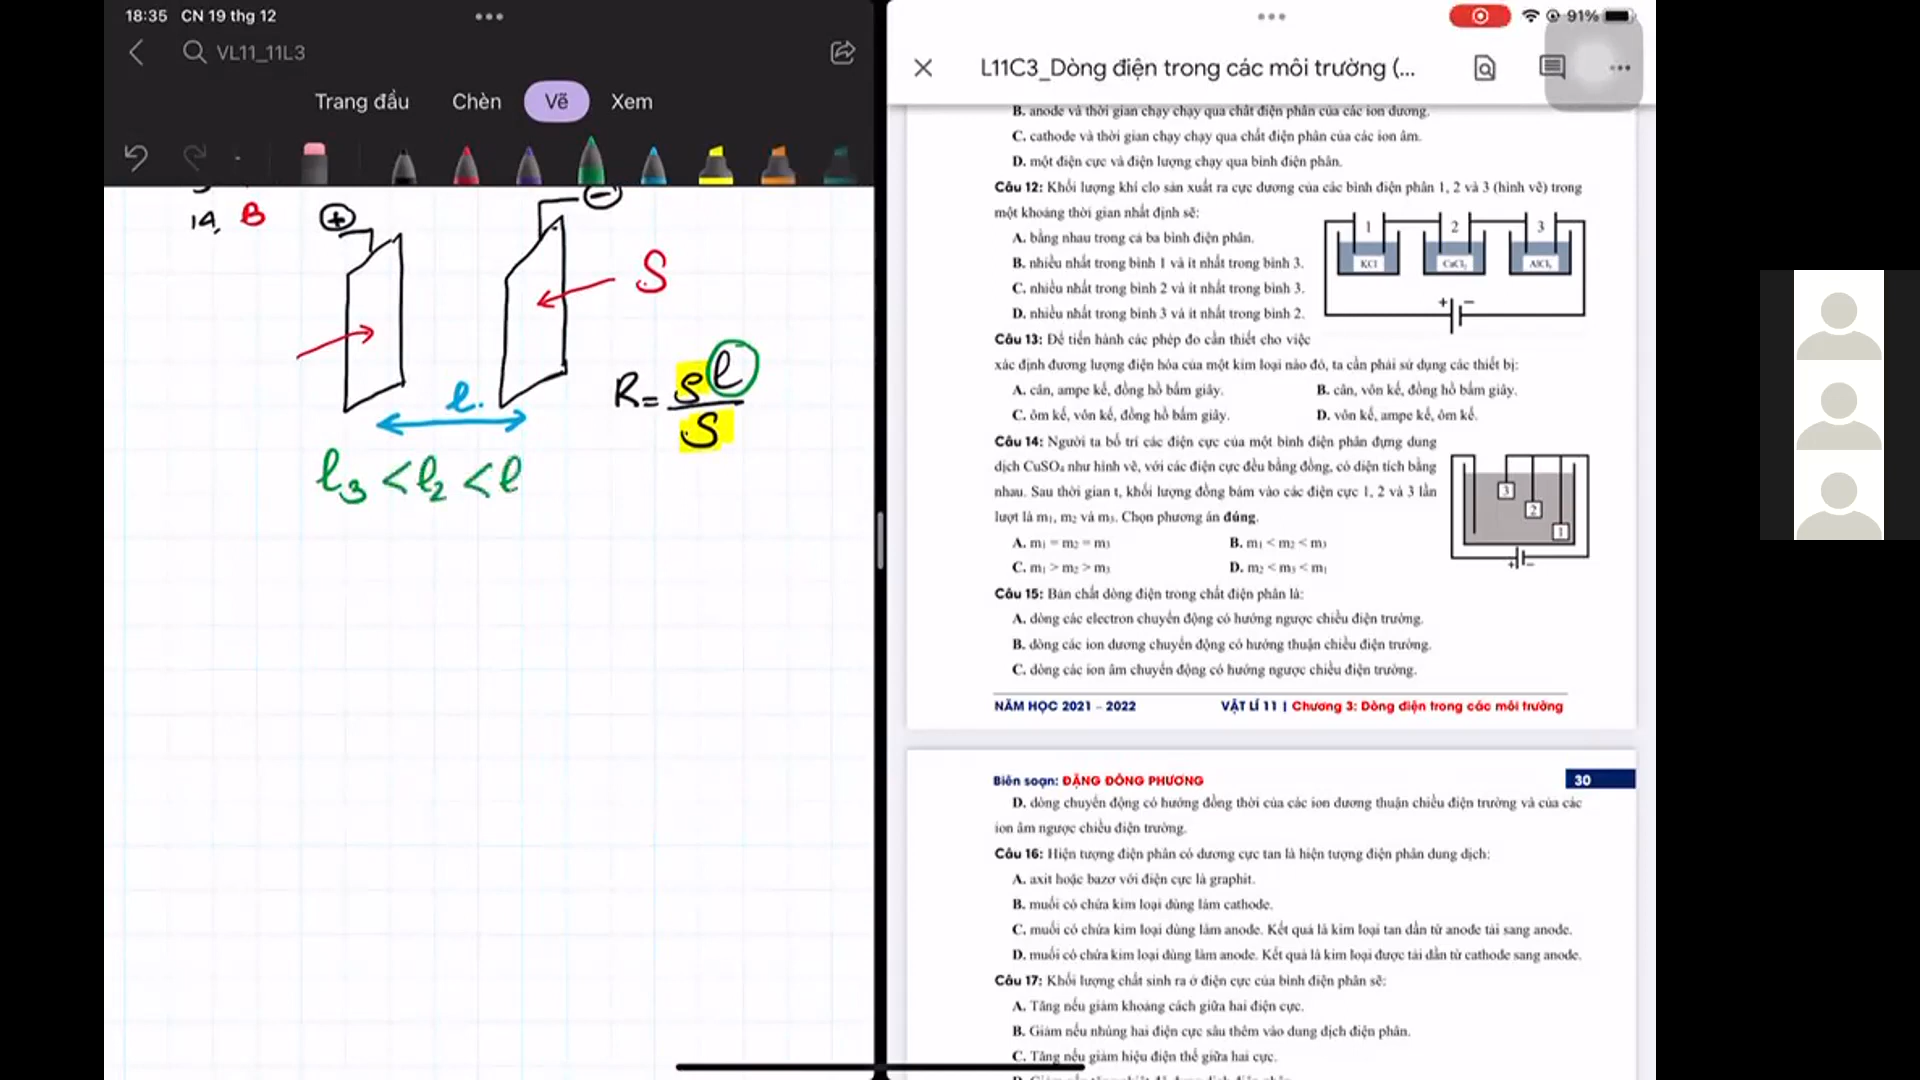 18:35 CN 19 thg 12
VL11_11L3
Trang đầu Chèn Vẽ Xem
14, B
+
−
S
l
R = ρl
S
l3 < l2 < l
91%
L11C3_Dòng điện trong các môi trường (...
B. anode và thời gian chạy chạy qua chất điện phân của các ion dương.
C. cathode và thời gian chạy chạy qua chất điện phân của các ion âm.
D. một điện cực và điện lượng chạy qua bình điện phân.
Câu 12: Khối lượng khí clo sản xuất ra cực dương của các bình điện phân 1, 2 và 3 (hình vẽ) trong
một khoảng thời gian nhất định sẽ:
A. bằng nhau trong cả ba bình điện phân.
B. nhiều nhất trong bình 1 và ít nhất trong bình 3.
C. nhiều nhất trong bình 2 và ít nhất trong bình 3.
D. nhiều nhất trong bình 3 và ít nhất trong bình 2.
1 2 3
KCl CaCl₂ AlCl₃
+ −
Câu 13: Để tiến hành các phép đo cần thiết cho việc
xác định đương lượng điện hóa của một kim loại nào đó, ta cần phải sử dụng các thiết bị:
A. cân, ampe kế, đồng hồ bấm giây. B. cân, vôn kế, đồng hồ bấm giây.
C. ôm kế, vôn kế, đồng hồ bấm giây. D. vôn kế, ampe kế, ôm kế.
Câu 14: Người ta bố trí các điện cực của một bình điện phân đựng dung
dịch CuSO₄ như hình vẽ, với các điện cực đều bằng đồng, có diện tích bằng
nhau. Sau thời gian t, khối lượng đồng bám vào các điện cực 1, 2 và 3 lần
lượt là m₁, m₂ và m₃. Chọn phương án đúng.
A. m₁ = m₂ = m₃ B. m₁ < m₂ < m₃
C. m₁ > m₂ > m₃ D. m₂ < m₃ < m₁
3
2
1
+ −
Câu 15: Bản chất dòng điện trong chất điện phân là:
A. dòng các electron chuyển động có hướng ngược chiều điện trường.
B. dòng các ion dương chuyển động có hướng thuận chiều điện trường.
C. dòng các ion âm chuyển động có hướng ngược chiều điện trường.
NĂM HỌC 2021 – 2022 VẬT LÍ 11 | Chương 3: Dòng điện trong các môi trường
Biên soạn: ĐẶNG ĐÔNG PHƯƠNG 30
D. dòng chuyển động có hướng đồng thời của các ion dương thuận chiều điện trường và của các
ion âm ngược chiều điện trường.
Câu 16: Hiện tượng điện phân có dương cực tan là hiện tượng điện phân dung dịch:
A. axit hoặc bazơ với điện cực là graphit.
B. muối có chứa kim loại dùng làm cathode.
C. muối có chứa kim loại dùng làm anode. Kết quả là kim loại tan dần từ anode tải sang anode.
D. muối có chứa kim loại dùng làm anode. Kết quả là kim loại được tải dần từ cathode sang anode.
Câu 17: Khối lượng chất sinh ra ở điện cực của bình điện phân sẽ:
A. Tăng nếu giảm khoảng cách giữa hai điện cực.
B. Giảm nếu nhúng hai điện cực sâu thêm vào dung dịch điện phân.
C. Tăng nếu giảm hiệu điện thế giữa hai cực.